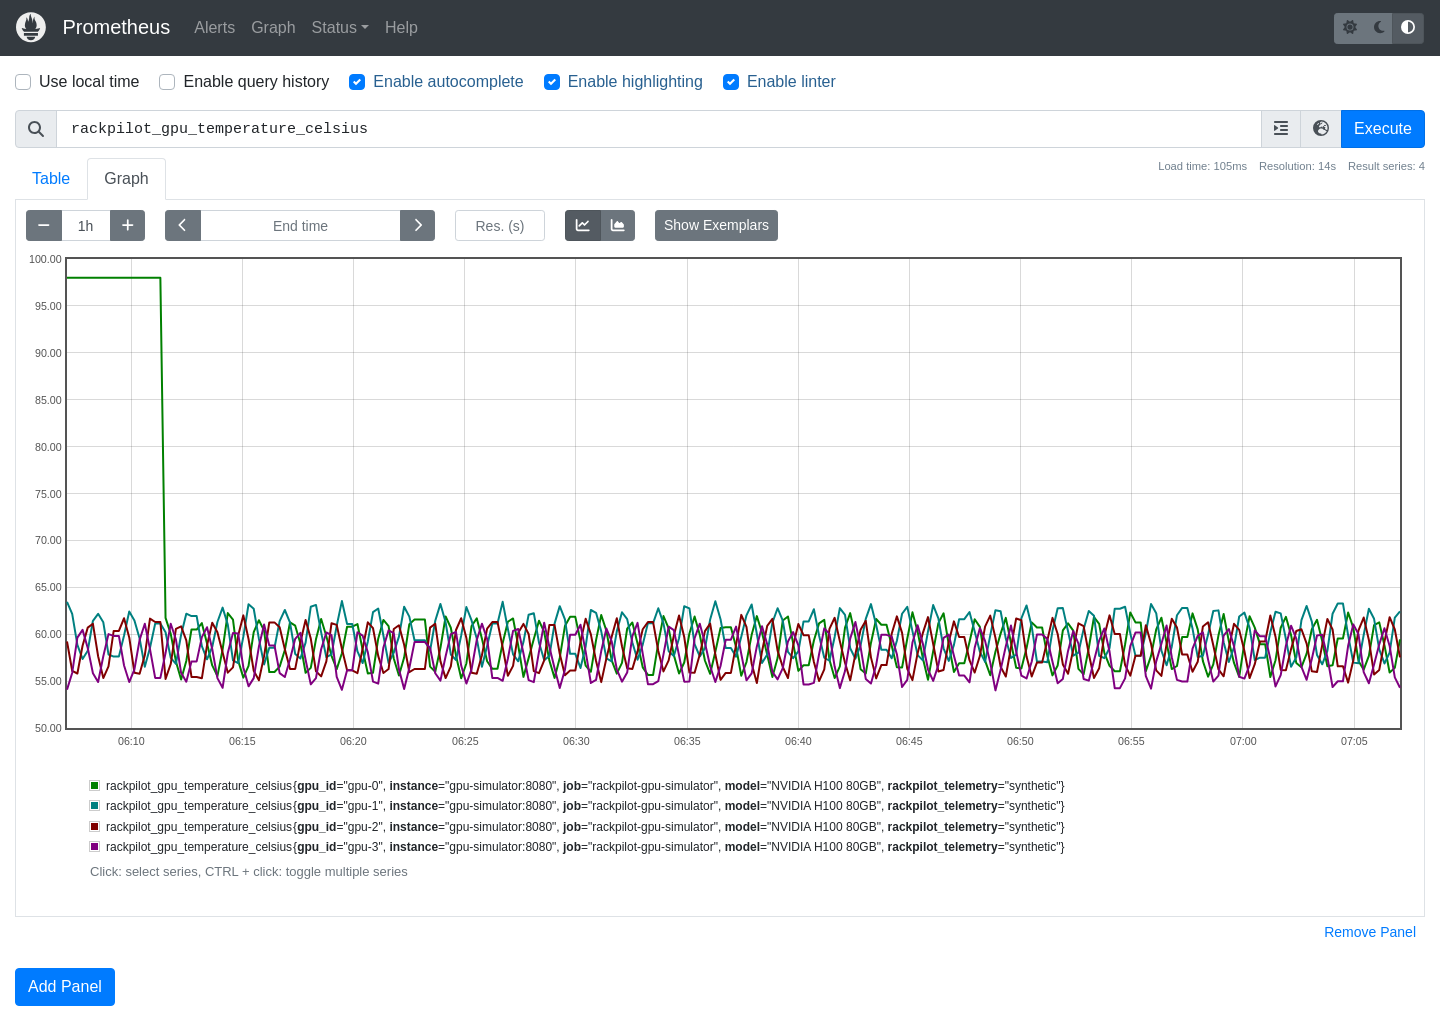 Prometheus Alerts Graph Status Help
Use local time Enable query history Enable autocomplete Enable highlighting Enable linter
rackpilot_gpu_temperature_celsius Execute
Table Graph Load time: 105ms Resolution: 14s Result series: 4
1h End time Res. (s) Show Exemplars
100.00
95.00
90.00
85.00
80.00
75.00
70.00
65.00
60.00
55.00
50.00
06:10 06:15 06:20 06:25 06:30 06:35 06:40 06:45 06:50 06:55 07:00 07:05
rackpilot_gpu_temperature_celsius{gpu_id="gpu-0", instance="gpu-simulator:8080", job="rackpilot-gpu-simulator", model="NVIDIA H100 80GB", rackpilot_telemetry="synthetic"}
rackpilot_gpu_temperature_celsius{gpu_id="gpu-1", instance="gpu-simulator:8080", job="rackpilot-gpu-simulator", model="NVIDIA H100 80GB", rackpilot_telemetry="synthetic"}
rackpilot_gpu_temperature_celsius{gpu_id="gpu-2", instance="gpu-simulator:8080", job="rackpilot-gpu-simulator", model="NVIDIA H100 80GB", rackpilot_telemetry="synthetic"}
rackpilot_gpu_temperature_celsius{gpu_id="gpu-3", instance="gpu-simulator:8080", job="rackpilot-gpu-simulator", model="NVIDIA H100 80GB", rackpilot_telemetry="synthetic"}
Click: select series, CTRL + click: toggle multiple series
Remove Panel
Add Panel